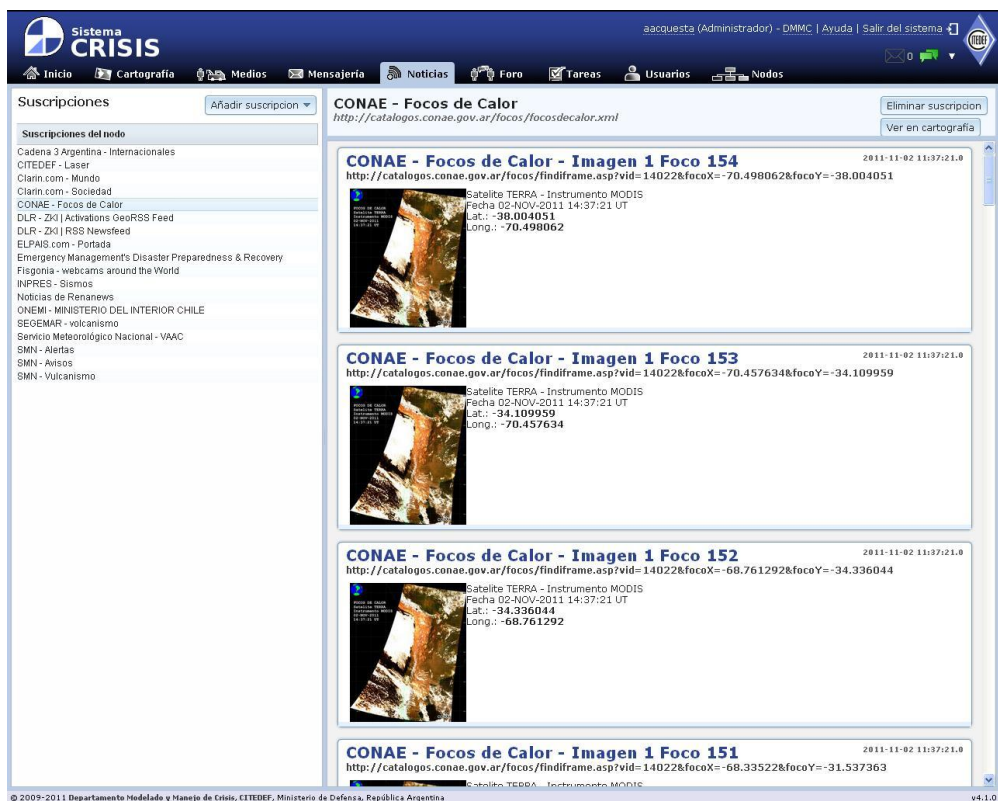 Sistema
CRISIS
aacquesta (Administrador) - DMMC | Ayuda | Salir del sistema
CITEDEF
0
Inicio
Cartografía
Medios
Mensajería
Noticias
Foro
Tareas
Usuarios
Nodos
Suscripciones
Añadir suscripcion
Suscripciones del nodo
Cadena 3 Argentina - Internacionales
CITEDEF - Laser
Clarin.com - Mundo
Clarin.com - Sociedad
CONAE - Focos de Calor
DLR - ZKI | Activations GeoRSS Feed
DLR - ZKI | RSS Newsfeed
ELPAIS.com - Portada
Emergency Management's Disaster Preparedness & Recovery
Fisgonia - webcams around the World
INPRES - Sismos
Noticias de Renanews
ONEMI - MINISTERIO DEL INTERIOR CHILE
SEGEMAR - volcanismo
Servicio Meteorológico Nacional - VAAC
SMN - Alertas
SMN - Avisos
SMN - Vulcanismo
CONAE - Focos de Calor
http://catalogos.conae.gov.ar/focos/focosdecalor.xml
Eliminar suscripcion
Ver en cartografía
CONAE - Focos de Calor - Imagen 1 Foco 154
2011-11-02 11:37:21.0
http://catalogos.conae.gov.ar/focos/findiframe.asp?vid=14022&focoX=-70.498062&focoY=-38.004051
Satelite TERRA - Instrumento MODIS
Fecha 02-NOV-2011 14:37:21 UT
Lat.: -38.004051
Long.: -70.498062
CONAE - Focos de Calor - Imagen 1 Foco 153
2011-11-02 11:37:21.0
http://catalogos.conae.gov.ar/focos/findiframe.asp?vid=14022&focoX=-70.457634&focoY=-34.109959
Satelite TERRA - Instrumento MODIS
Fecha 02-NOV-2011 14:37:21 UT
Lat.: -34.109959
Long.: -70.457634
CONAE - Focos de Calor - Imagen 1 Foco 152
2011-11-02 11:37:21.0
http://catalogos.conae.gov.ar/focos/findiframe.asp?vid=14022&focoX=-68.761292&focoY=-34.336044
Satelite TERRA - Instrumento MODIS
Fecha 02-NOV-2011 14:37:21 UT
Lat.: -34.336044
Long.: -68.761292
CONAE - Focos de Calor - Imagen 1 Foco 151
2011-11-02 11:37:21.0
http://catalogos.conae.gov.ar/focos/findiframe.asp?vid=14022&focoX=-68.33522&focoY=-31.537363
Satelite TERRA - Instrumento MODIS
© 2009-2011 Departamento Modelado y Manejo de Crisis, CITEDEF, Ministerio de Defensa, República Argentina
v4.1.0